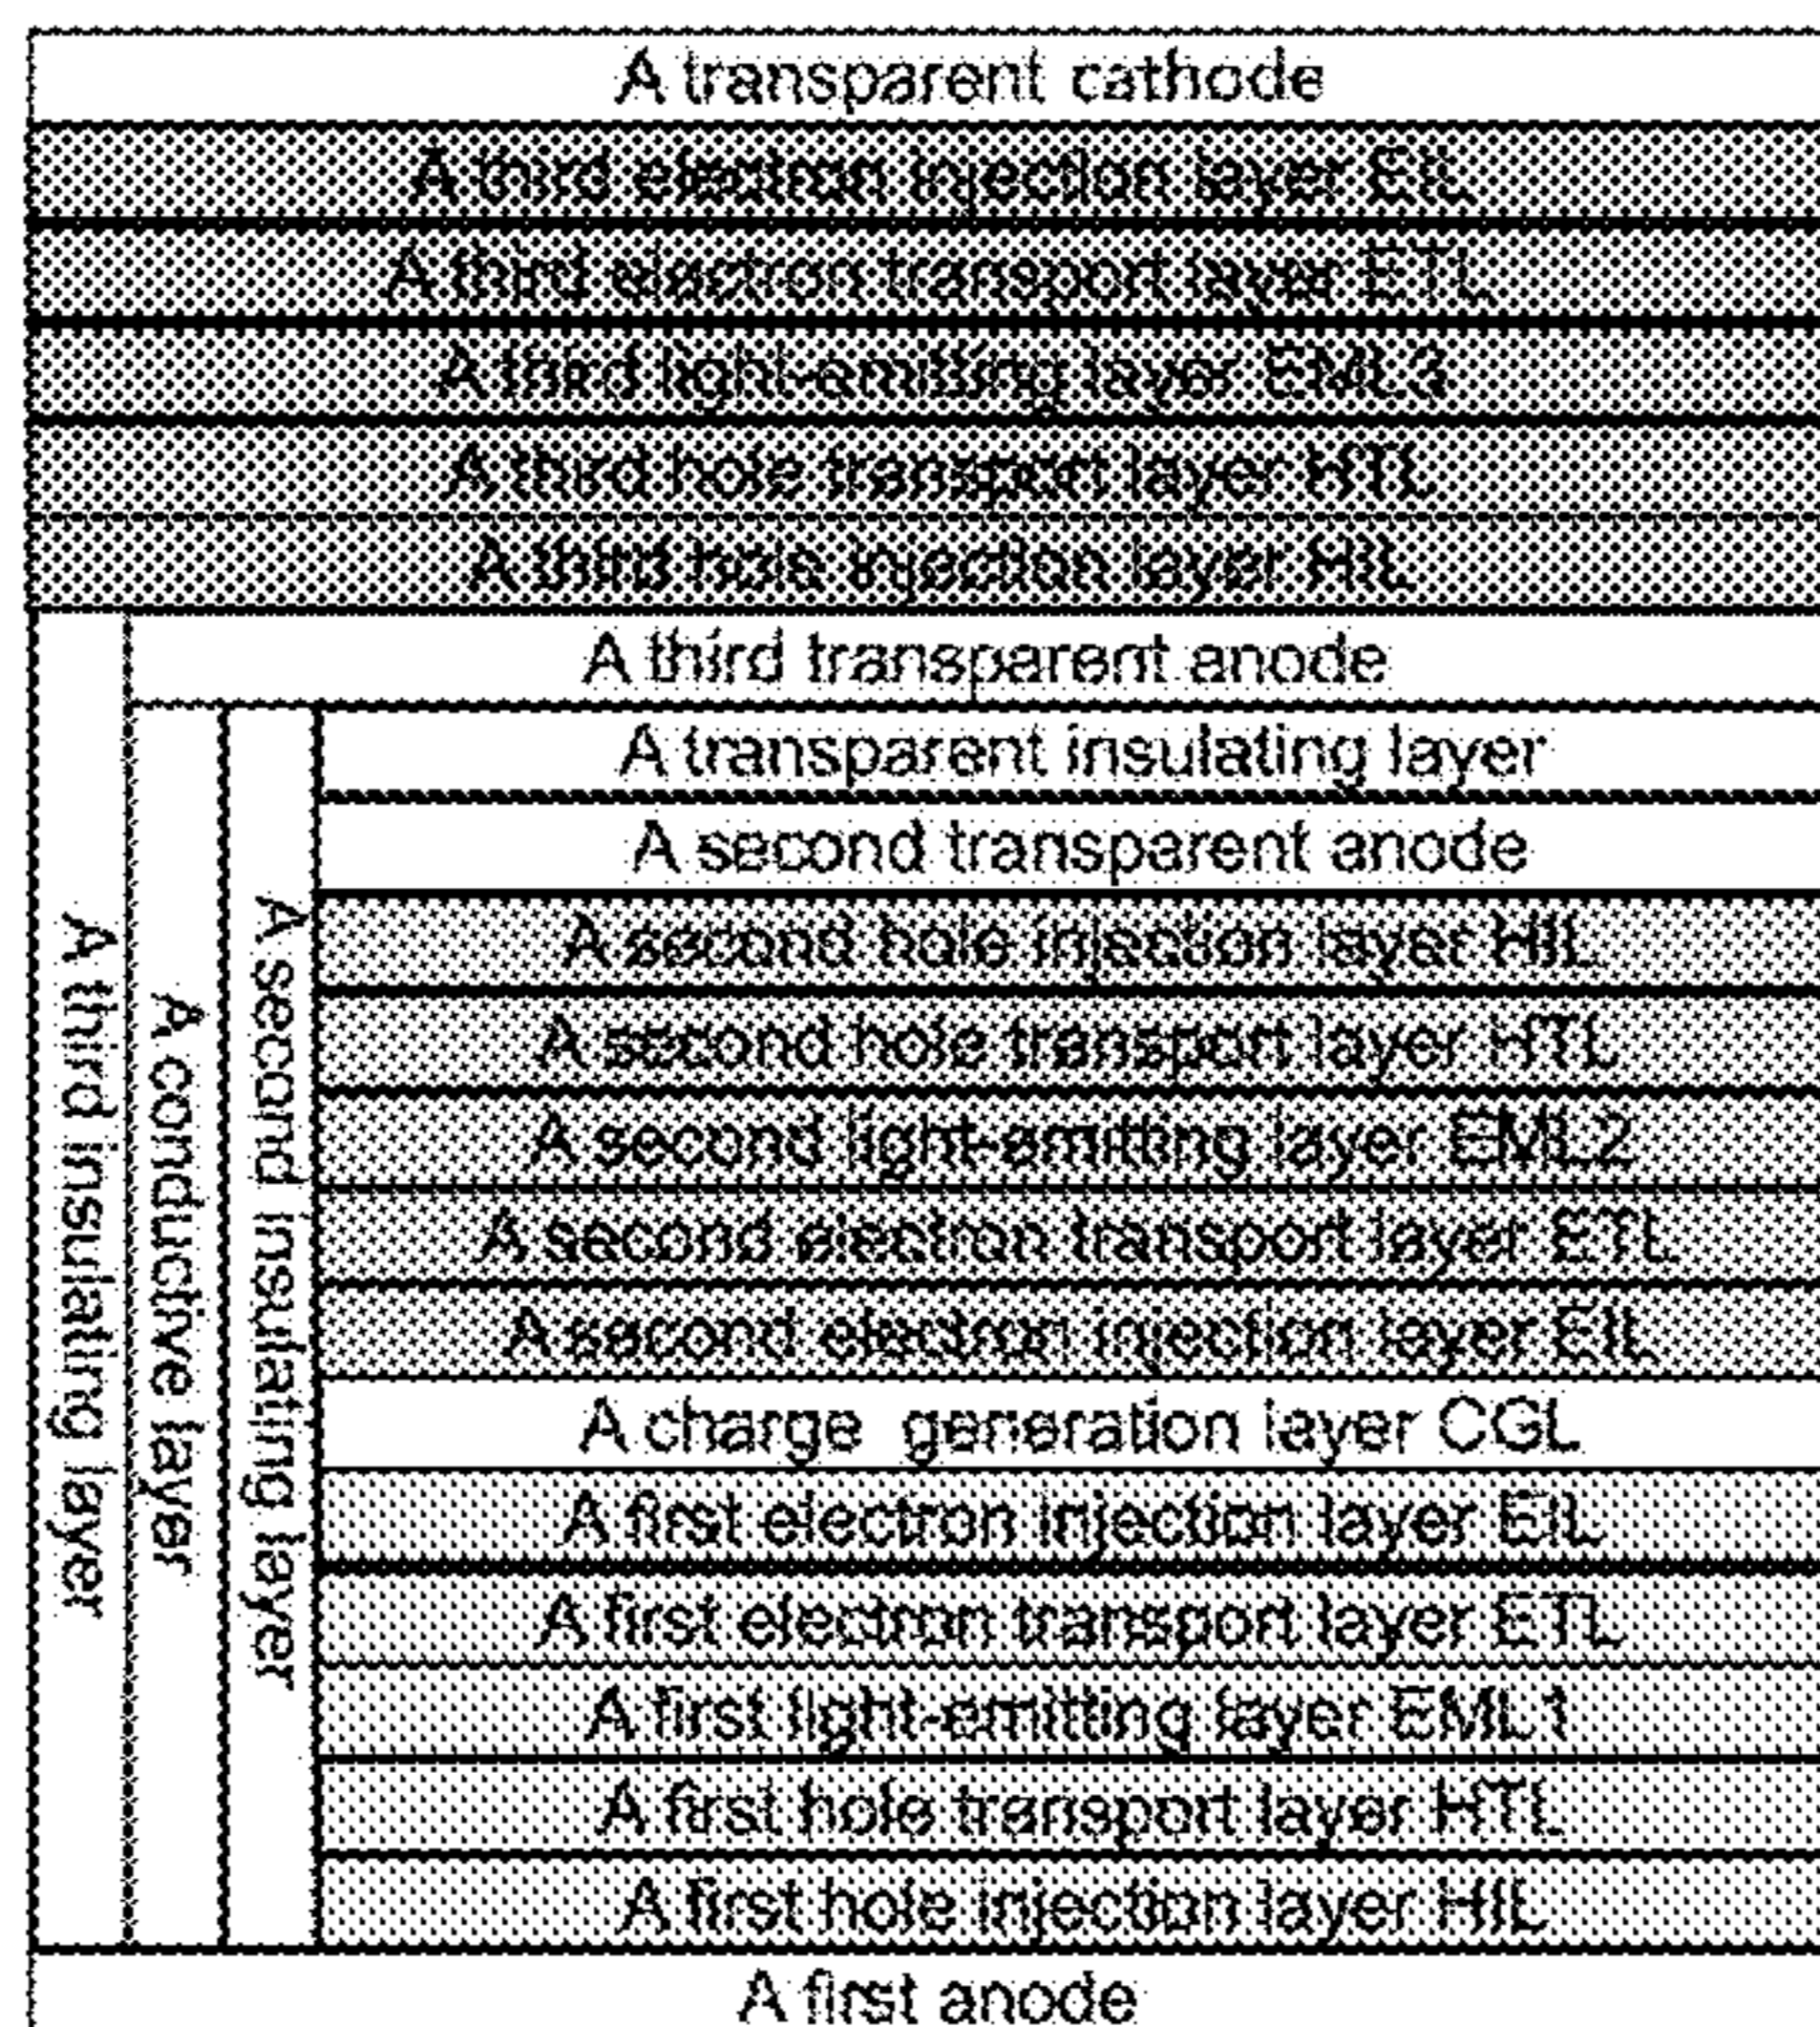 A transparent cathode
A third electron injection layer EIL
A third electron transport layer ETL
A third light-emitting layer EML3
A third hole transport layer HTL
A third hole injection layer HIL
A third transparent anode
A transparent insulating layer
A second transparent anode
A second hole injection layer HIL
A second hole transport layer HTL
A second light-emitting layer EML2
A second electron transport layer ETL
A second electron injection layer EIL
A charge generation layer CGL
A first electron injection layer EIL
A first electron transport layer ETL
A first light-emitting layer EML1
A first hole transport layer HTL
A first hole injection layer HIL
A third insulating layer
A conductive layer
A second insulating layer
A first anode